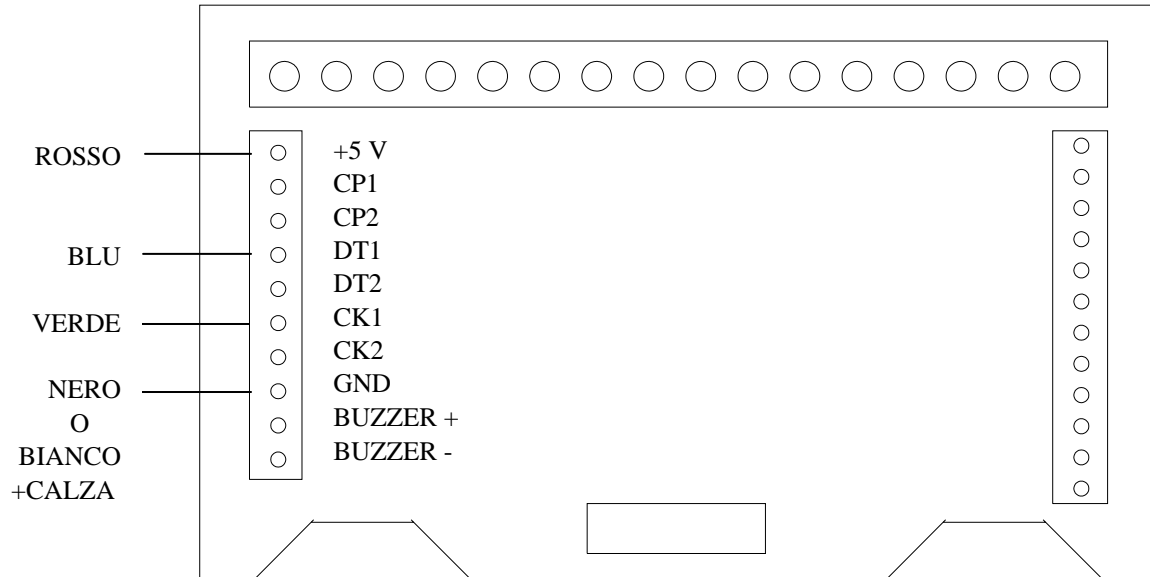 ROSSO +5 V
CP1
CP2
BLU DT1
DT2
VERDE CK1
CK2
NERO GND
O BUZZER +
BIANCO BUZZER -
+CALZA